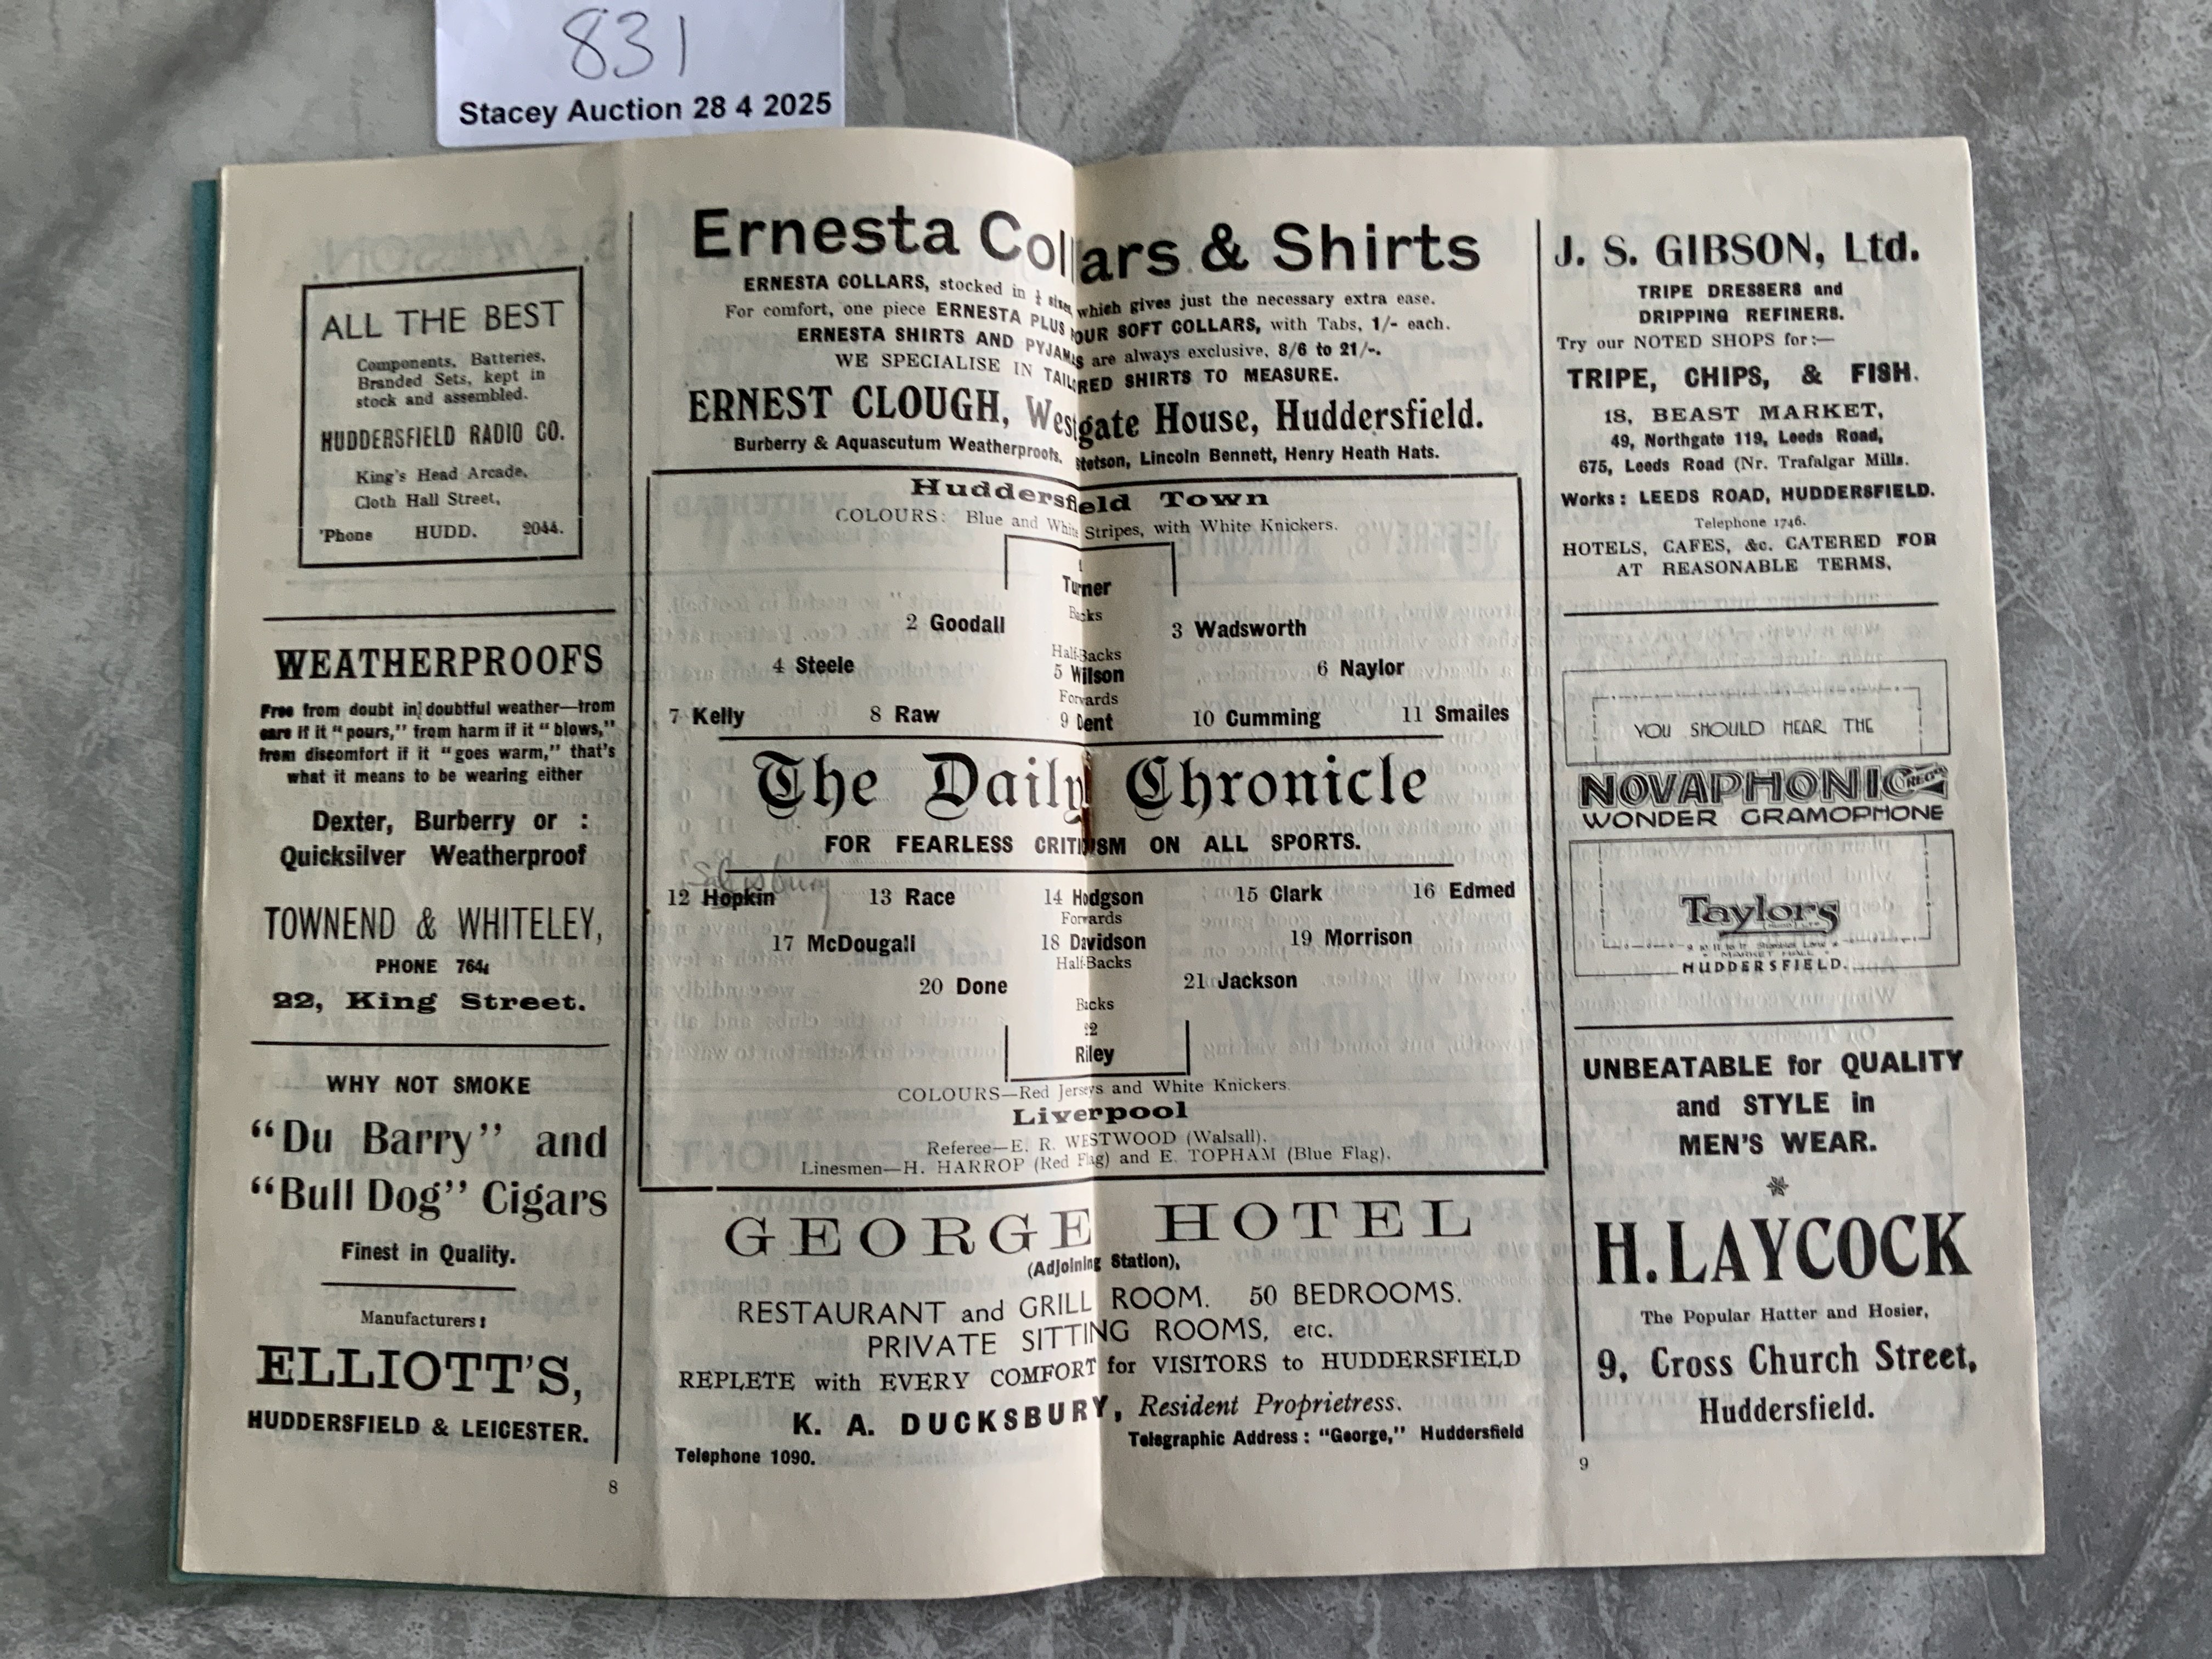 831
Stacey Auction 28 4 2025
ALL THE BEST
Components, Batteries,
Branded Sets, kept in
stock and assembled.
HUDDERSFIELD RADIO CO.
King's Head Arcade,
Cloth Hall Street,
'Phone HUDD. 2044.
WEATHERPROOFS
Free from doubt in doubtful weather—from
care if it "pours," from harm if it "blows,"
from discomfort if it "goes warm," that's
what it means to be wearing either
Dexter, Burberry or :
Quicksilver Weatherproof
TOWNEND & WHITELEY,
PHONE 764
22, King Street.
WHY NOT SMOKE
"Du Barry" and
"Bull Dog" Cigars
Finest in Quality.
Manufacturers:
ELLIOTT'S,
HUDDERSFIELD & LEICESTER.
8
Ernesta Collars & Shirts
ERNESTA COLLARS, stocked in ¼ sizes, which gives just the necessary extra ease.
For comfort, one piece ERNESTA PLUS FOUR SOFT COLLARS, with Tabs, 1/- each.
ERNESTA SHIRTS AND PYJAMAS are always exclusive, 8/6 to 21/-.
WE SPECIALISE IN TAILORED SHIRTS TO MEASURE.
ERNEST CLOUGH, Westgate House, Huddersfield.
Burberry & Aquascutum Weatherproofs. Stetson, Lincoln Bennett, Henry Heath Hats.
Huddersfield Town
COLOURS: Blue and White Stripes, with White Knickers.
1
Turner
Backs
2 Goodall 3 Wadsworth
Half-Backs
4 Steele 5 Wilson 6 Naylor
Forwards
7 Kelly 8 Raw 9 Dent 10 Cumming 11 Smailes
The Daily Chronicle
FOR FEARLESS CRITICISM ON ALL SPORTS.
Salisbury
12 Hopkin 13 Race 14 Hodgson 15 Clark 16 Edmed
Forwards
17 McDougall 18 Davidson 19 Morrison
Half-Backs
20 Done 21 Jackson
Backs
22
Riley
COLOURS—Red Jerseys and White Knickers.
Liverpool
Referee—E. R. WESTWOOD (Walsall).
Linesmen—H. HARROP (Red Flag) and E. TOPHAM (Blue Flag).
GEORGE HOTEL
(Adjoining Station),
RESTAURANT and GRILL ROOM. 50 BEDROOMS.
PRIVATE SITTING ROOMS, etc.
REPLETE with EVERY COMFORT for VISITORS to HUDDERSFIELD
K. A. DUCKSBURY, Resident Proprietress.
Telephone 1090. Telegraphic Address : "George," Huddersfield
J. S. GIBSON, Ltd.
TRIPE DRESSERS and
DRIPPING REFINERS.
Try our NOTED SHOPS for:—
TRIPE, CHIPS, & FISH.
18, BEAST MARKET,
49, Northgate 119, Leeds Road,
675, Leeds Road (Nr. Trafalgar Mills.
Works: LEEDS ROAD, HUDDERSFIELD.
Telephone 1746.
HOTELS, CAFES, &c. CATERED FOR
AT REASONABLE TERMS,
YOU SHOULD HEAR THE
NOVAPHONIC REGD
WONDER GRAMOPHONE
Taylors
MARKET HALL
HUDDERSFIELD.
UNBEATABLE for QUALITY
and STYLE in
MEN'S WEAR.
H. LAYCOCK
The Popular Hatter and Hosier,
9, Cross Church Street,
Huddersfield.
9